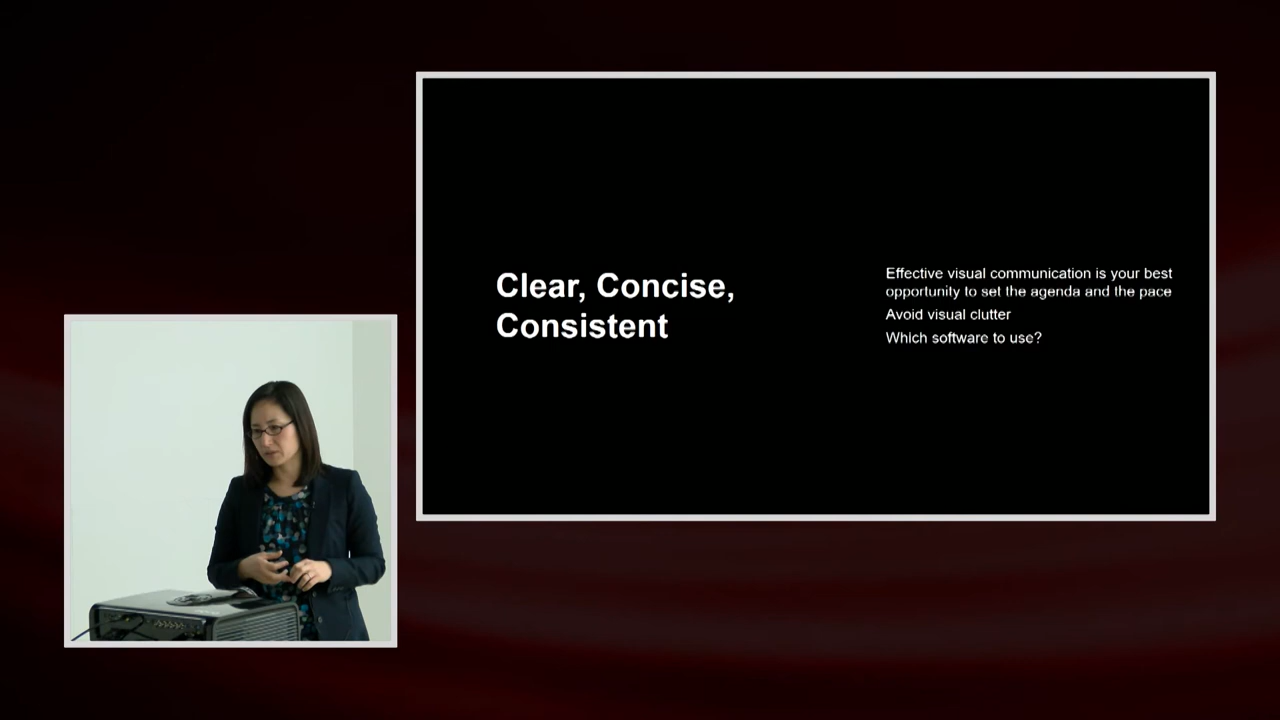 Clear, Concise,
Consistent
Effective visual communication is your best
opportunity to set the agenda and the pace
Avoid visual clutter
Which software to use?